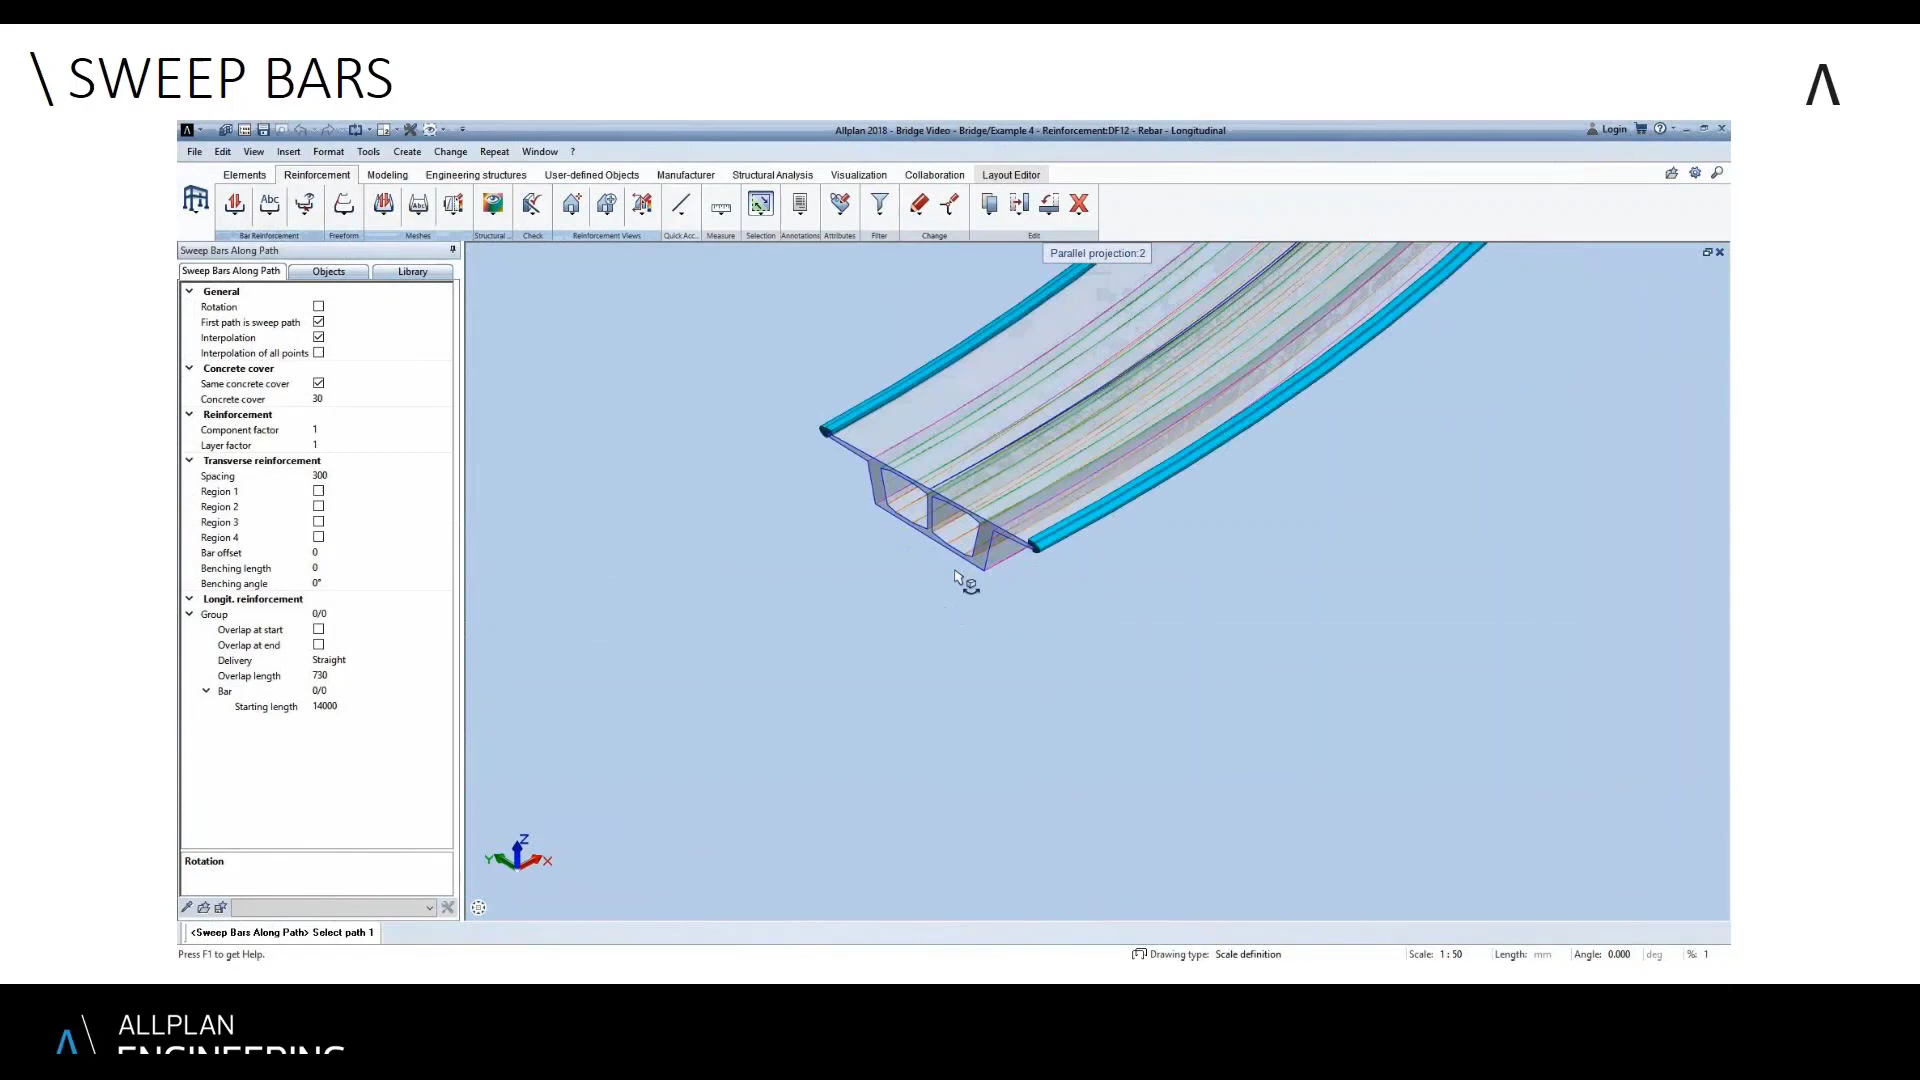 \ SWEEP BARS
Allplan 2018 - Bridge Video - Bridge/Example 4 - Reinforcement:DF12 - Rebar - Longitudinal
Login
File Edit View Insert Format Tools Create Change Repeat Window ?
Elements Reinforcement Modeling Engineering structures User-defined Objects Manufacturer Structural Analysis Visualization Collaboration Layout Editor
Abc
Abc
Bar Reinforcement Freeform Meshes Structural ... Check Reinforcement Views Quick Acc... Measure Selection Annotations Attributes Filter Change Edit
Sweep Bars Along Path
Parallel projection:2
Sweep Bars Along Path Objects Library
General
Rotation
First path is sweep path
Interpolation
Interpolation of all points
Concrete cover
Same concrete cover
Concrete cover 30
Reinforcement
Component factor 1
Layer factor 1
Transverse reinforcement
Spacing 300
Region 1
Region 2
Region 3
Region 4
Bar offset 0
Benching length 0
Benching angle 0°
Longit. reinforcement
Group 0/0
Overlap at start
Overlap at end
Delivery Straight
Overlap length 730
Bar 0/0
Starting length 14000
Z
Y X
Rotation
<Sweep Bars Along Path> Select path 1
Press F1 to get Help.
Drawing type: Scale definition Scale: 1 : 50 Length: mm Angle: 0.000 deg %: 1
ALLPLAN
ENGINEERING